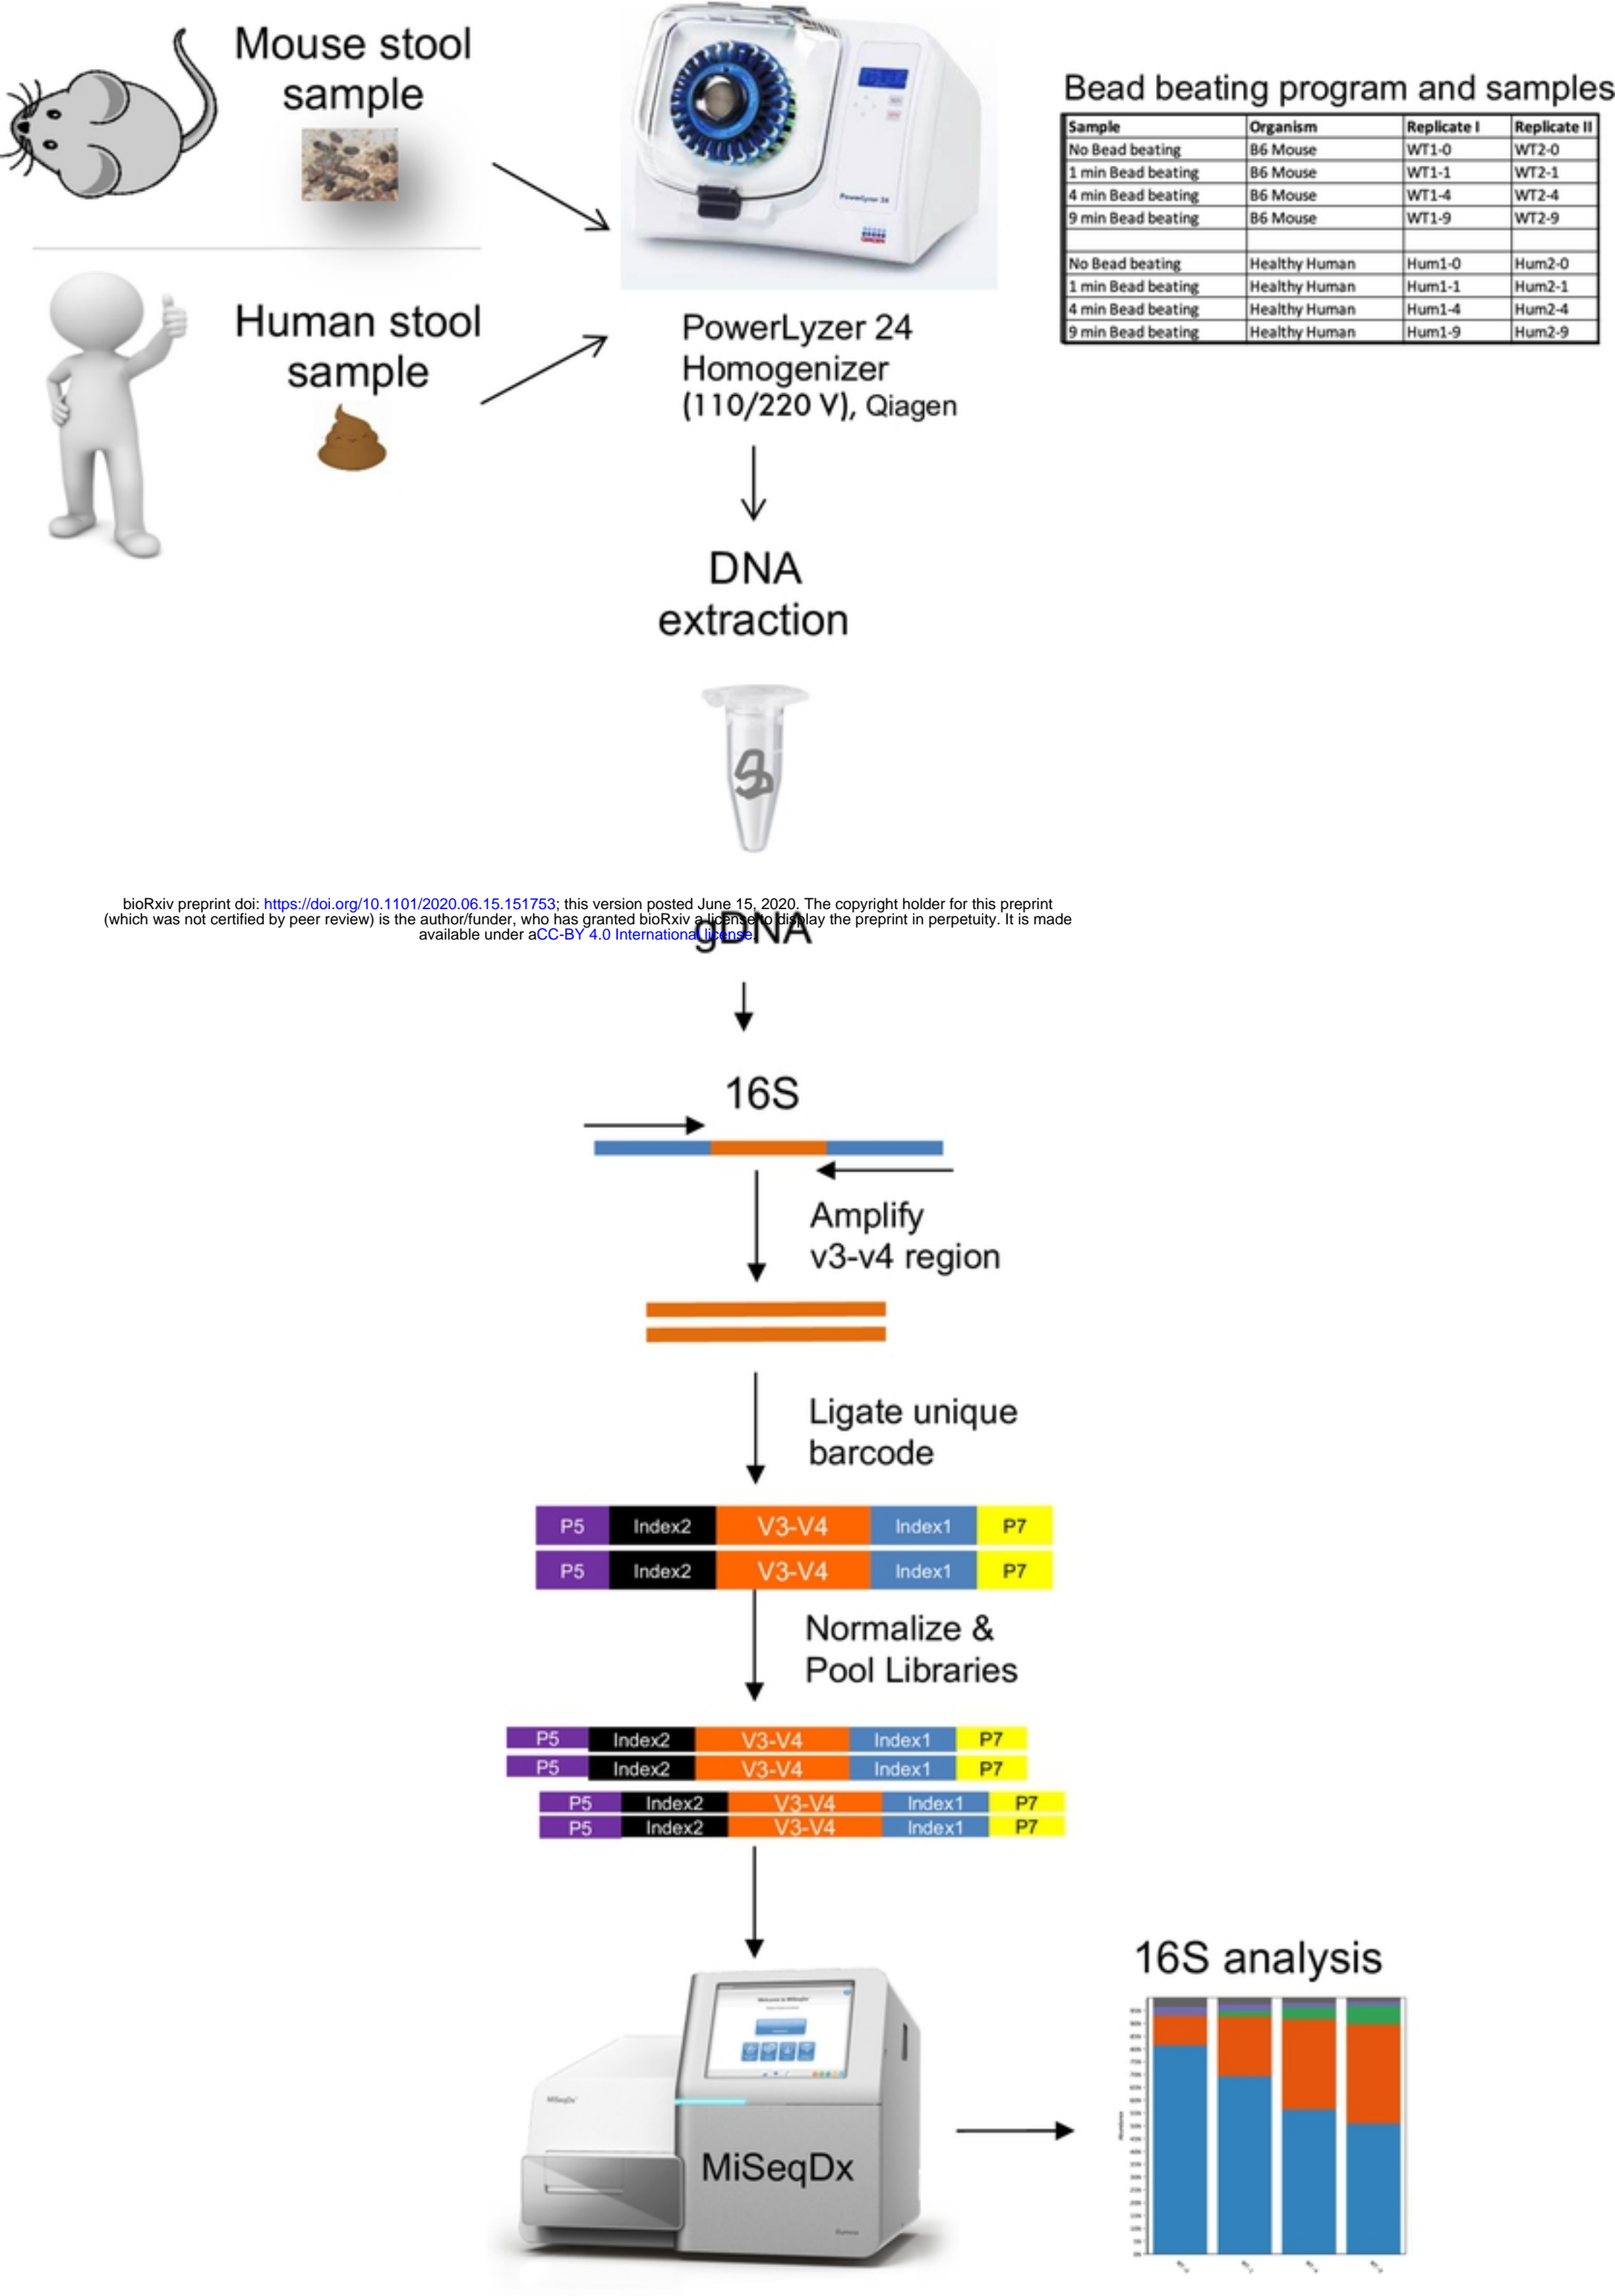 Mouse stool
sample
Human stool
sample
PowerLyzer 24
PowerLyzer 24
Homogenizer
(110/220 V), Qiagen
Bead beating program and samples
Sample Organism Replicate I Replicate II
No Bead beating B6 Mouse WT1-0 WT2-0
1 min Bead beating B6 Mouse WT1-1 WT2-1
4 min Bead beating B6 Mouse WT1-4 WT2-4
9 min Bead beating B6 Mouse WT1-9 WT2-9
No Bead beating Healthy Human Hum1-0 Hum2-0
1 min Bead beating Healthy Human Hum1-1 Hum2-1
4 min Bead beating Healthy Human Hum1-4 Hum2-4
9 min Bead beating Healthy Human Hum1-9 Hum2-9
DNA
extraction
bioRxiv preprint doi: https://doi.org/10.1101/2020.06.15.151753; this version posted June 15, 2020. The copyright holder for this preprint
(which was not certified by peer review) is the author/funder, who has granted bioRxiv a license to display the preprint in perpetuity. It is made
available under aCC-BY 4.0 International license.
gDNA
16S
Amplify
v3-v4 region
Ligate unique
barcode
P5 Index2 V3-V4 Index1 P7
P5 Index2 V3-V4 Index1 P7
Normalize &
Pool Libraries
P5 Index2 V3-V4 Index1 P7
P5 Index2 V3-V4 Index1 P7
P5 Index2 V3-V4 Index1 P7
P5 Index2 V3-V4 Index1 P7
Welcome to MiSeqDx
MiSeqDx
MiSeqDx
16S analysis